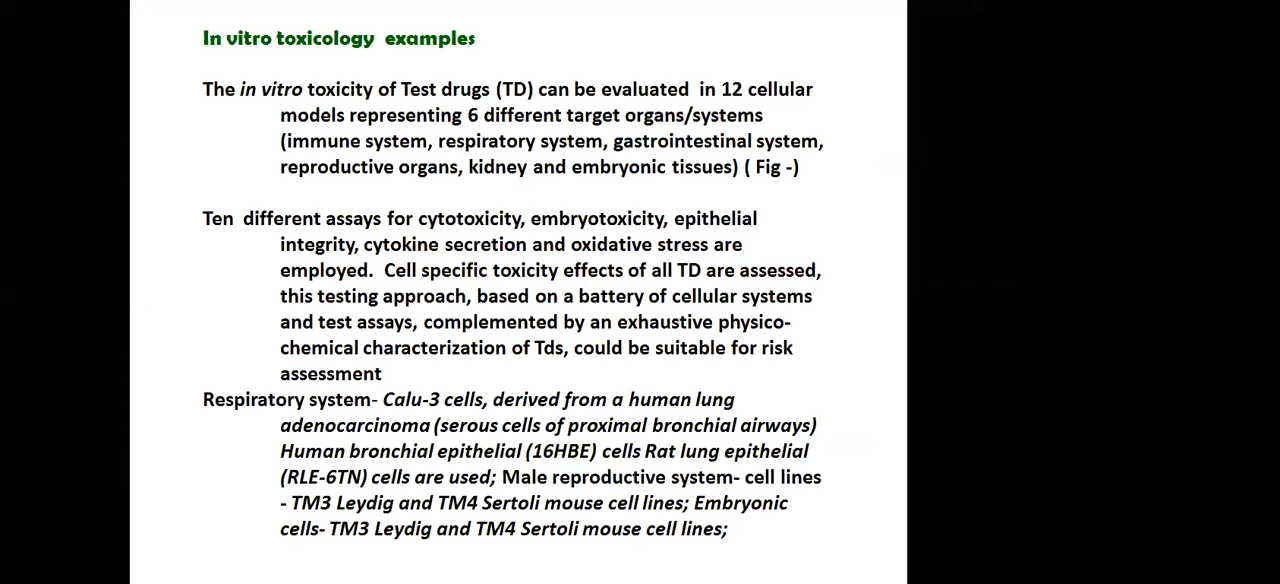 In vitro toxicology examples
The in vitro toxicity of Test drugs (TD) can be evaluated in 12 cellular
models representing 6 different target organs/systems
(immune system, respiratory system, gastrointestinal system,
reproductive organs, kidney and embryonic tissues) ( Fig -)
Ten different assays for cytotoxicity, embryotoxicity, epithelial
integrity, cytokine secretion and oxidative stress are
employed. Cell specific toxicity effects of all TD are assessed,
this testing approach, based on a battery of cellular systems
and test assays, complemented by an exhaustive physico-
chemical characterization of Tds, could be suitable for risk
assessment
Respiratory system- Calu-3 cells, derived from a human lung
adenocarcinoma (serous cells of proximal bronchial airways)
Human bronchial epithelial (16HBE) cells Rat lung epithelial
(RLE-6TN) cells are used; Male reproductive system- cell lines
- TM3 Leydig and TM4 Sertoli mouse cell lines; Embryonic
cells- TM3 Leydig and TM4 Sertoli mouse cell lines;